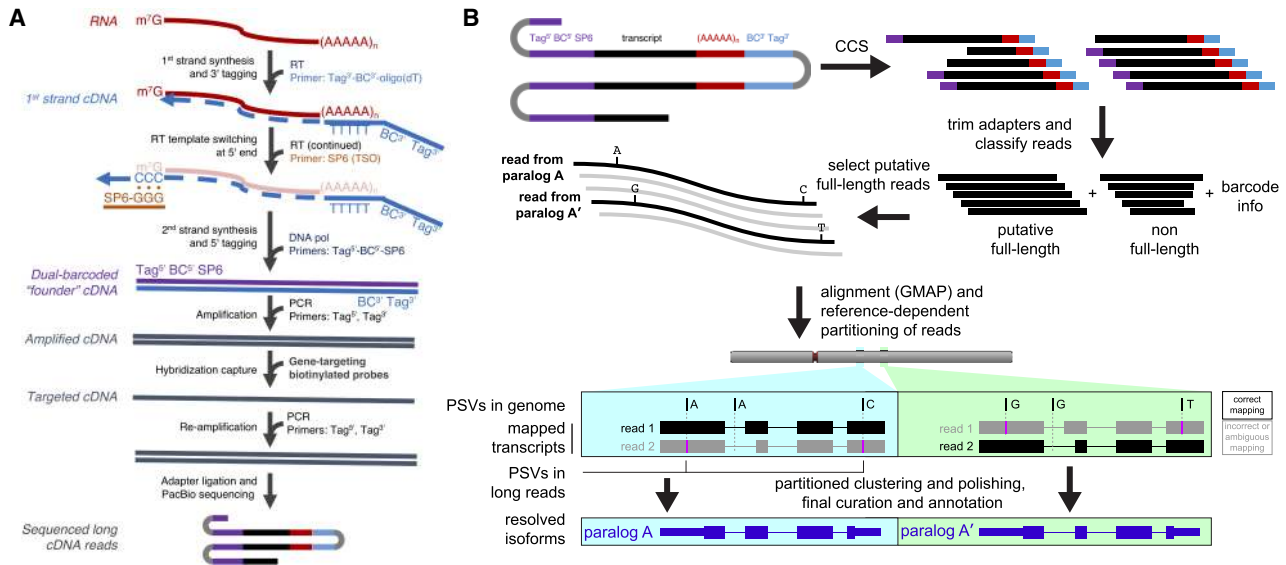 A
RNA
m⁷G
(AAAAA)n
1st strand synthesis
and 3' tagging
RT
Primer: Tag³'-BC³'-oligo(dT)
1st strand cDNA
m⁷G
(AAAAA)n
BC³' Tag³'
RT template switching
at 5' end
RT (continued)
Primer: SP6 (TSO)
m⁷G
CCC
SP6-GGG
(AAAAA)n
BC³' Tag³'
2nd strand synthesis
and 5' tagging
DNA pol
Primers: Tag⁵'-BC⁵'-SP6
Dual-barcoded
"founder" cDNA
Tag⁵' BC⁵' SP6
BC³' Tag³'
Amplification
PCR
Primers: Tag⁵', Tag³'
Amplified cDNA
Hybridization capture
Gene-targeting
biotinylated probes
Targeted cDNA
Re-amplification
PCR
Primers: Tag⁵', Tag³'
Adapter ligation and
PacBio sequencing
Sequenced long
cDNA reads
B
Tag⁵' BC⁵' SP6
transcript
(AAAAA)n
BC³' Tag³'
CCS
trim adapters and
classify reads
putative
full-length
+
non
full-length
+
barcode
info
select putative
full-length reads
read from
paralog A
A
C
read from
paralog A′
G
T
alignment (GMAP) and
reference-dependent
partitioning of reads
PSVs in genome
A
A
C
G
G
T
mapped
transcripts
read 1
read 2
read 1
read 2
correct
mapping
incorrect or
ambiguous
mapping
PSVs in
long reads
partitioned clustering and polishing,
final curation and annotation
resolved
isoforms
paralog A
paralog A′